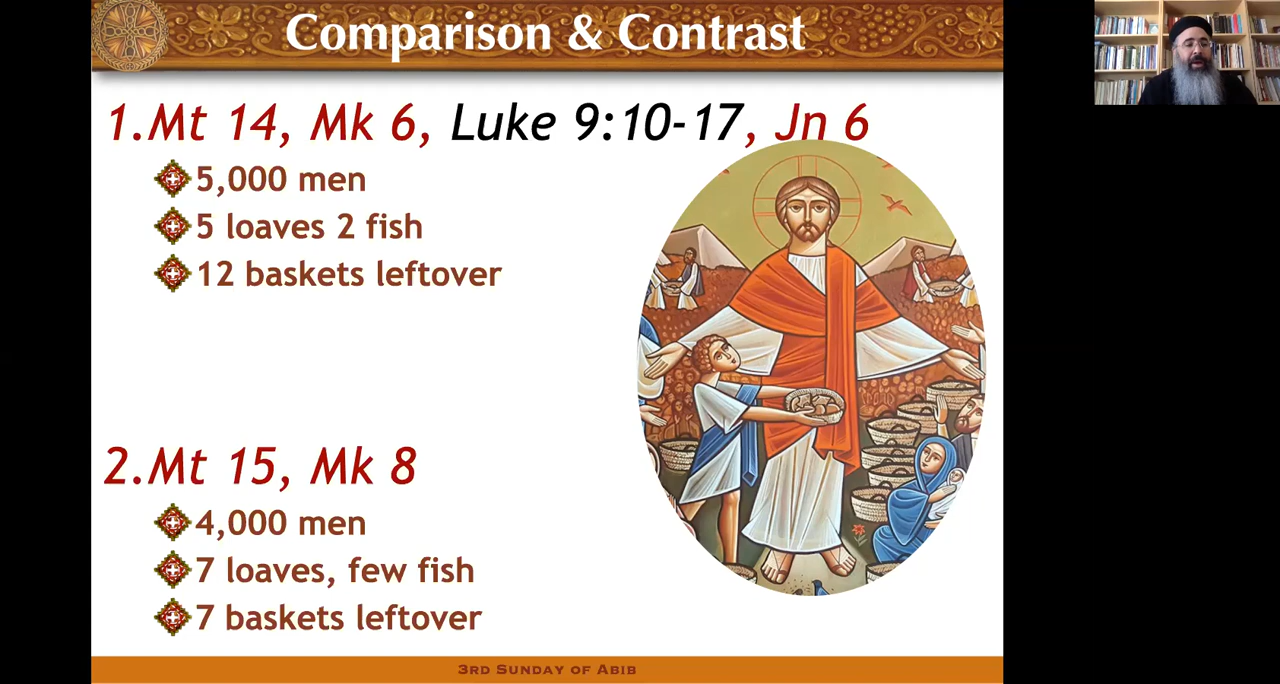 Comparison & Contrast
1.Mt 14, Mk 6, Luke 9:10-17, Jn 6
5,000 men
5 loaves 2 fish
12 baskets leftover
2.Mt 15, Mk 8
4,000 men
7 loaves, few fish
7 baskets leftover
3rd Sunday of Abib